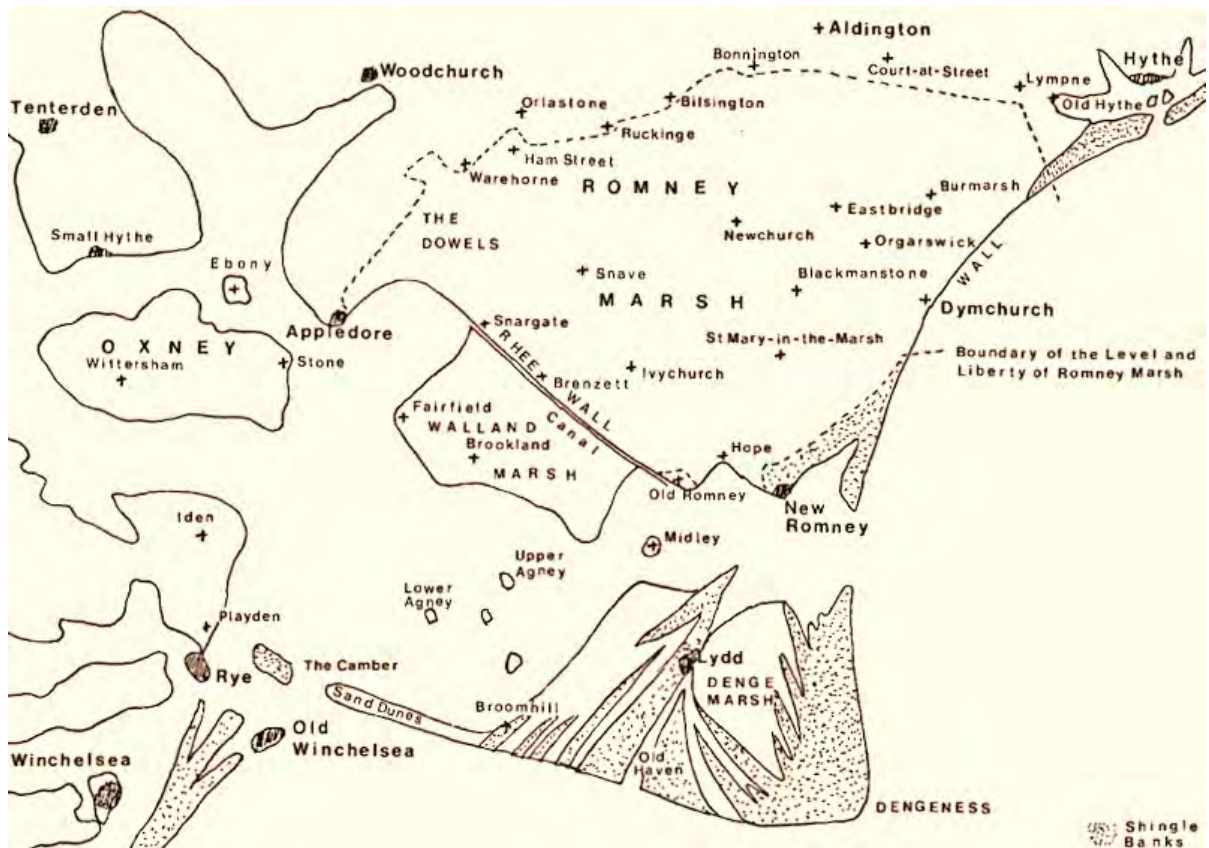 Aldington
Bonnington
Court-at-Street
Hythe
Lympne
Old Hythe
Woodchurch
Tenterden
Orlastone
Bilsington
Ruckinge
Ham Street
Warehorne
ROMNEY
Burmarsh
Eastbridge
THE
DOWELS
Newchurch
Orgarswick
Small Hythe
Ebony
Snave
Blackmanstone
WALL
MARSH
Dymchurch
Appledore
Snargate
OXNEY
Wittersham
Stone
St Mary-in-the-Marsh
Boundary of the Level and
Liberty of Romney Marsh
RHEE WALL
Canal
Brenzett
Ivychurch
Fairfield
WALLAND
Brookland
MARSH
Hope
Old Romney
New
Romney
Iden
Midley
Upper
Agney
Lower
Agney
Playden
Rye
The Camber
Lydd
DENGE
MARSH
Sand Dunes
Broomhill
Old
Winchelsea
Winchelsea
Old
Haven
DENGENESS
Shingle
Banks